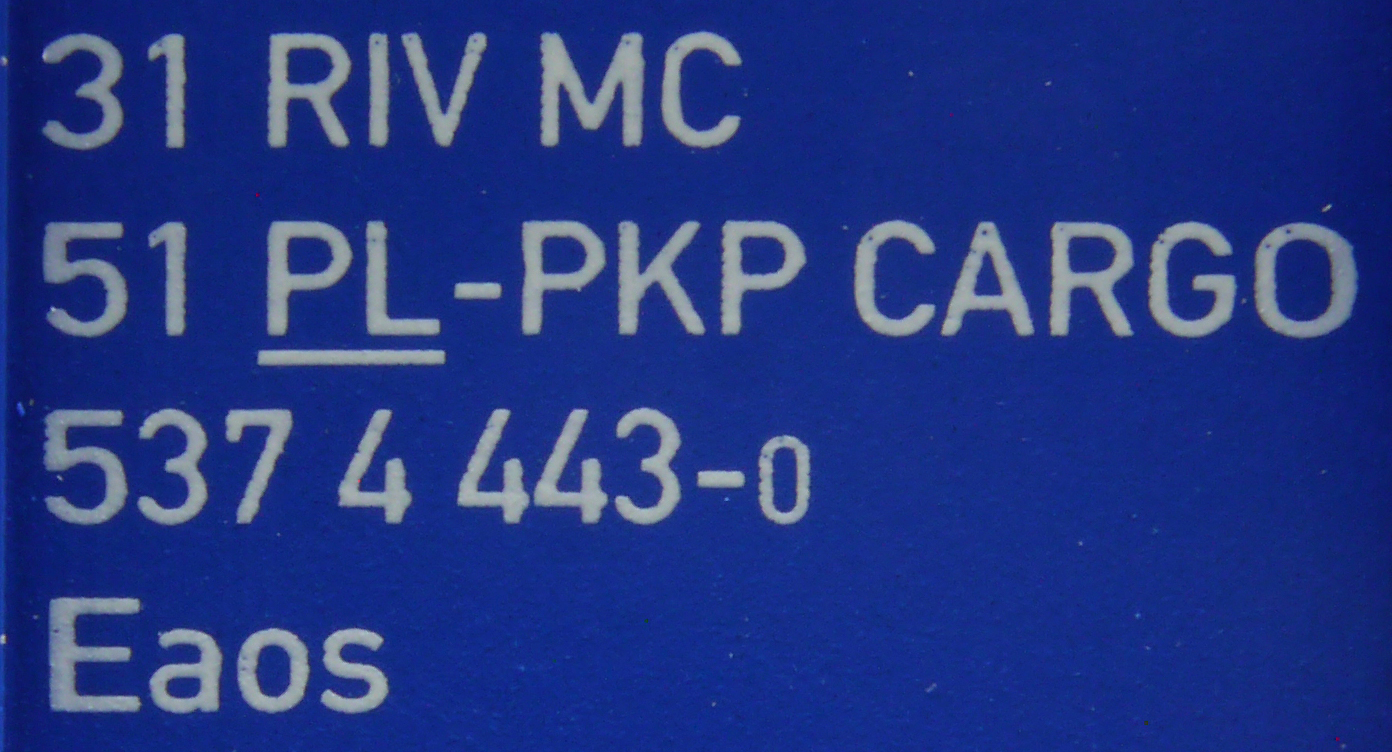 31 RIV MC
51 PL-PKP CARGO
537 4 443-0
Eaos